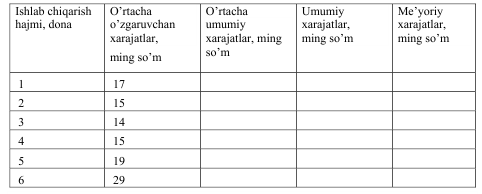 Ishlab chiqarish hajmi, dona | O'rtacha o'zgaruvchan xarajatlar, ming so'm | O'rtacha umumiy xarajatlar, ming so'm | Umumiy xarajatlar, ming so'm | Me'yoriy xarajatlar, ming so'm
1 | 17
2 | 15
3 | 14
4 | 15
5 | 19
6 | 29